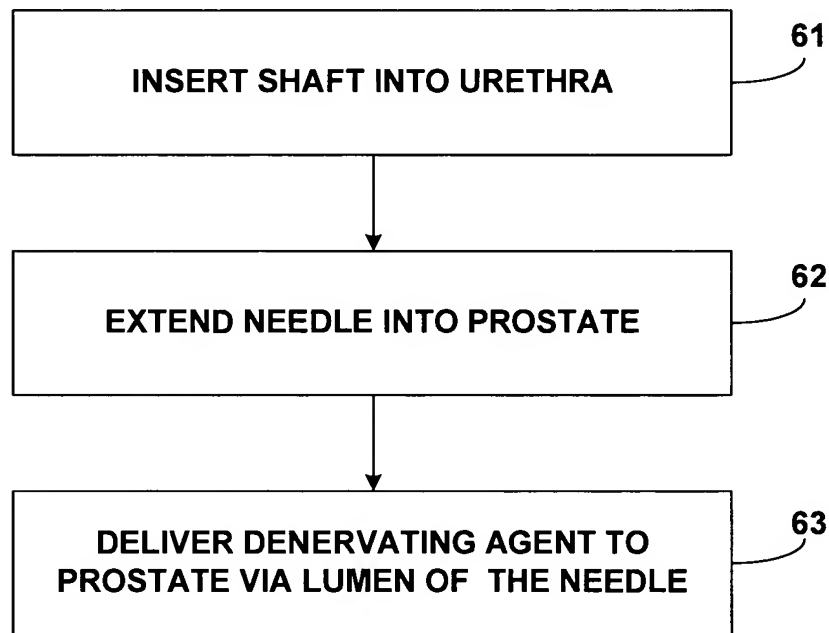 61
INSERT SHAFT INTO URETHRA
62
EXTEND NEEDLE INTO PROSTATE
63
DELIVER DENERVATING AGENT TO
PROSTATE VIA LUMEN OF THE NEEDLE